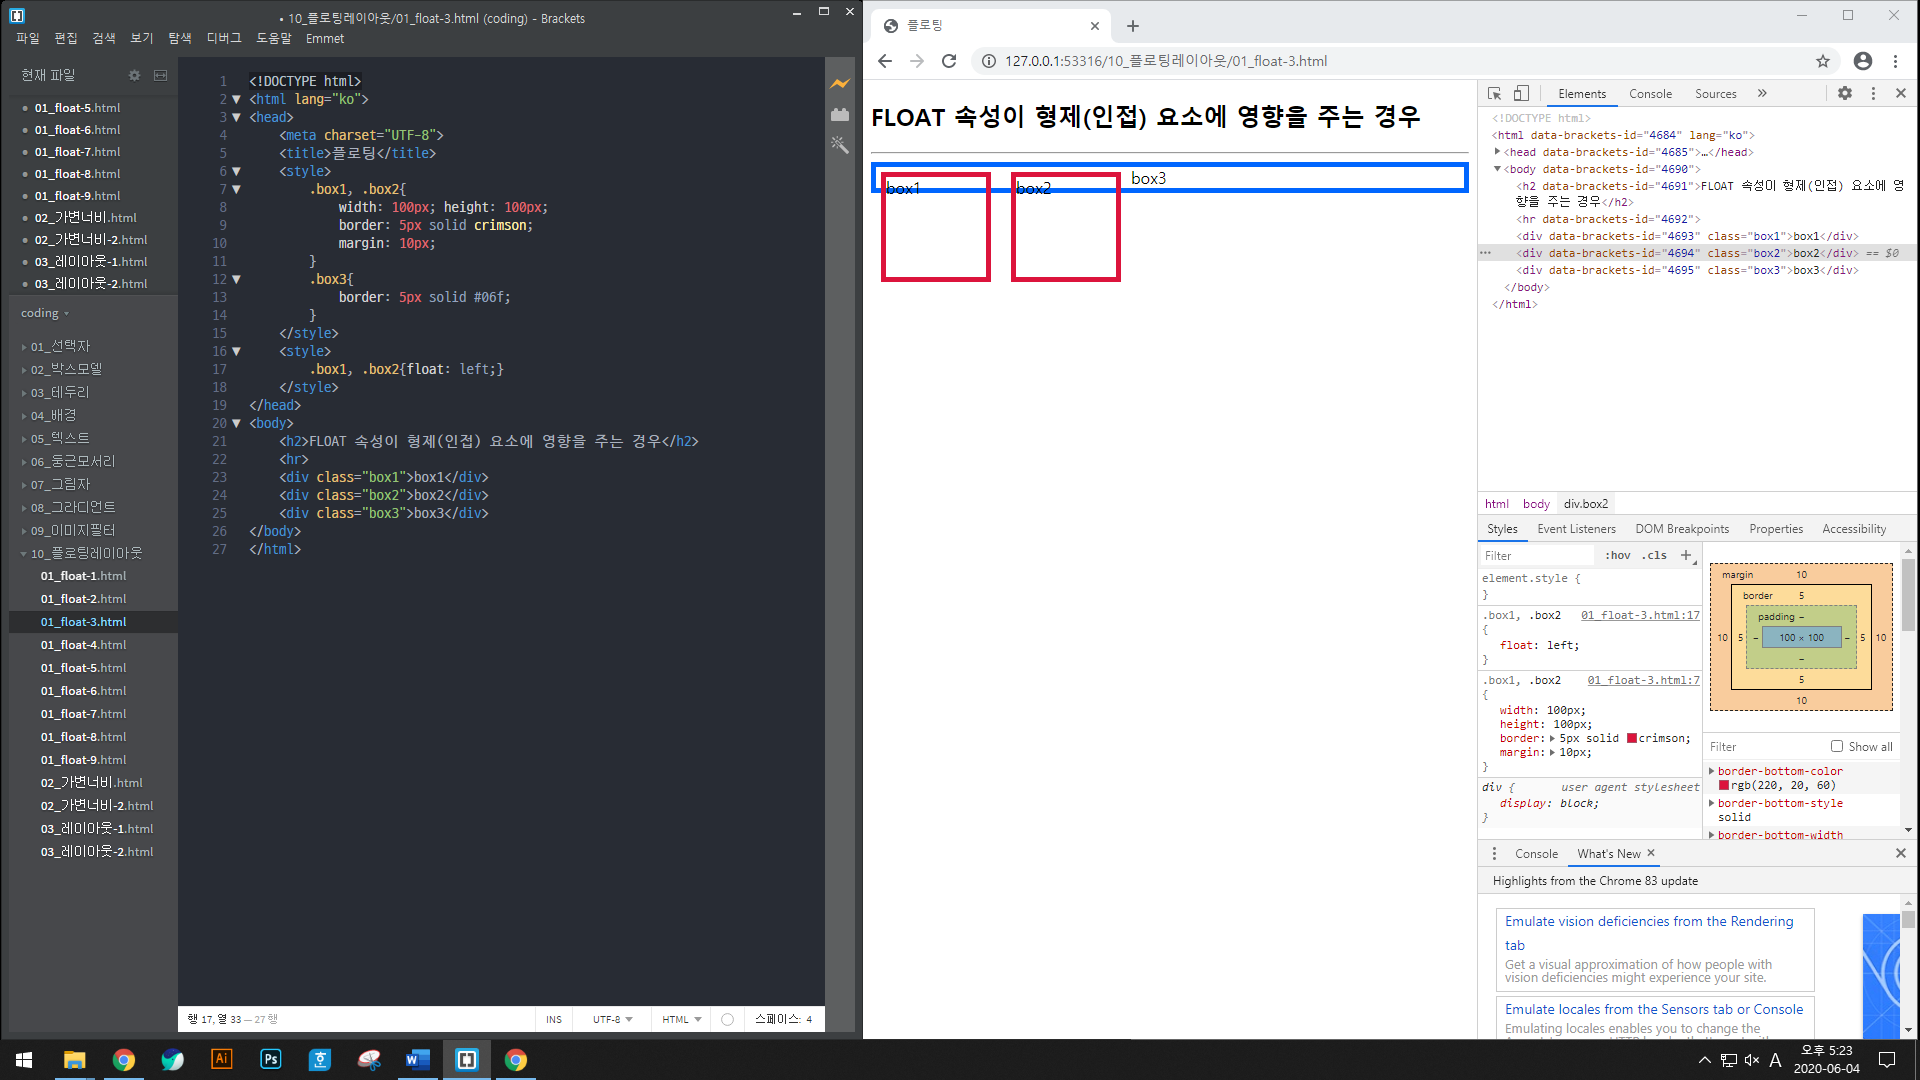 • 10_플로팅레이아웃/01_float-3.html (coding) - Brackets
파일 편집 검색 보기 탐색 디버그 도움말 Emmet
현재 파일
01_float-5.html
01_float-6.html
01_float-7.html
01_float-8.html
01_float-9.html
02_가변너비.html
02_가변너비-2.html
03_레이아웃-1.html
03_레이아웃-2.html
coding
01_선택자
02_박스모델
03_테두리
04_배경
05_텍스트
06_둥근모서리
07_그림자
08_그라디언트
09_이미지필터
10_플로팅레이아웃
01_float-1.html
01_float-2.html
01_float-3.html
01_float-4.html
01_float-5.html
01_float-6.html
01_float-7.html
01_float-8.html
01_float-9.html
02_가변너비.html
02_가변너비-2.html
03_레이아웃-1.html
03_레이아웃-2.html
1 <!DOCTYPE html>
2 <html lang="ko">
3 <head>
4 <meta charset="UTF-8">
5 <title>플로팅</title>
6 <style>
7 .box1, .box2{
8 width: 100px; height: 100px;
9 border: 5px solid crimson;
10 margin: 10px;
11 }
12 .box3{
13 border: 5px solid #06f;
14 }
15 </style>
16 <style>
17 .box1, .box2{float: left;}
18 </style>
19 </head>
20 <body>
21 <h2>FLOAT 속성이 형제(인접) 요소에 영향을 주는 경우</h2>
22 <hr>
23 <div class="box1">box1</div>
24 <div class="box2">box2</div>
25 <div class="box3">box3</div>
26 </body>
27 </html>
행 17, 열 33 — 27 행
INS UTF-8 HTML 스페이스: 4
플로팅
127.0.0.1:53316/10_플로팅레이아웃/01_float-3.html
FLOAT 속성이 형제(인접) 요소에 영향을 주는 경우
box1 box2 box3
Elements Console Sources »
<!DOCTYPE html>
<html data-brackets-id="4684" lang="ko">
<head data-brackets-id="4685">…</head>
<body data-brackets-id="4690">
<h2 data-brackets-id="4691">FLOAT 속성이 형제(인접) 요소에 영
향을 주는 경우</h2>
<hr data-brackets-id="4692">
<div data-brackets-id="4693" class="box1">box1</div>
<div data-brackets-id="4694" class="box2">box2</div> == $0
<div data-brackets-id="4695" class="box3">box3</div>
</body>
</html>
html body div.box2
Styles Event Listeners DOM Breakpoints Properties Accessibility
Filter :hov .cls +
element.style {
}
.box1, .box2 01_float-3.html:17
{
float: left;
}
.box1, .box2 01_float-3.html:7
{
width: 100px;
height: 100px;
border: 5px solid crimson;
margin: 10px;
}
div { user agent stylesheet
display: block;
}
margin 10
border 5
padding –
10 5 – 100 × 100 – 5 10
–
5
10
Filter Show all
border-bottom-color
rgb(220, 20, 60)
border-bottom-style
solid
border-bottom-width
Console What's New
Highlights from the Chrome 83 update
Emulate vision deficiencies from the Rendering
tab
Get a visual approximation of how people with
vision deficiencies might experience your site.
Emulate locales from the Sensors tab or Console
Emulating locales enables you to change the
Ai Ps
A
오후 5:23
2020-06-04